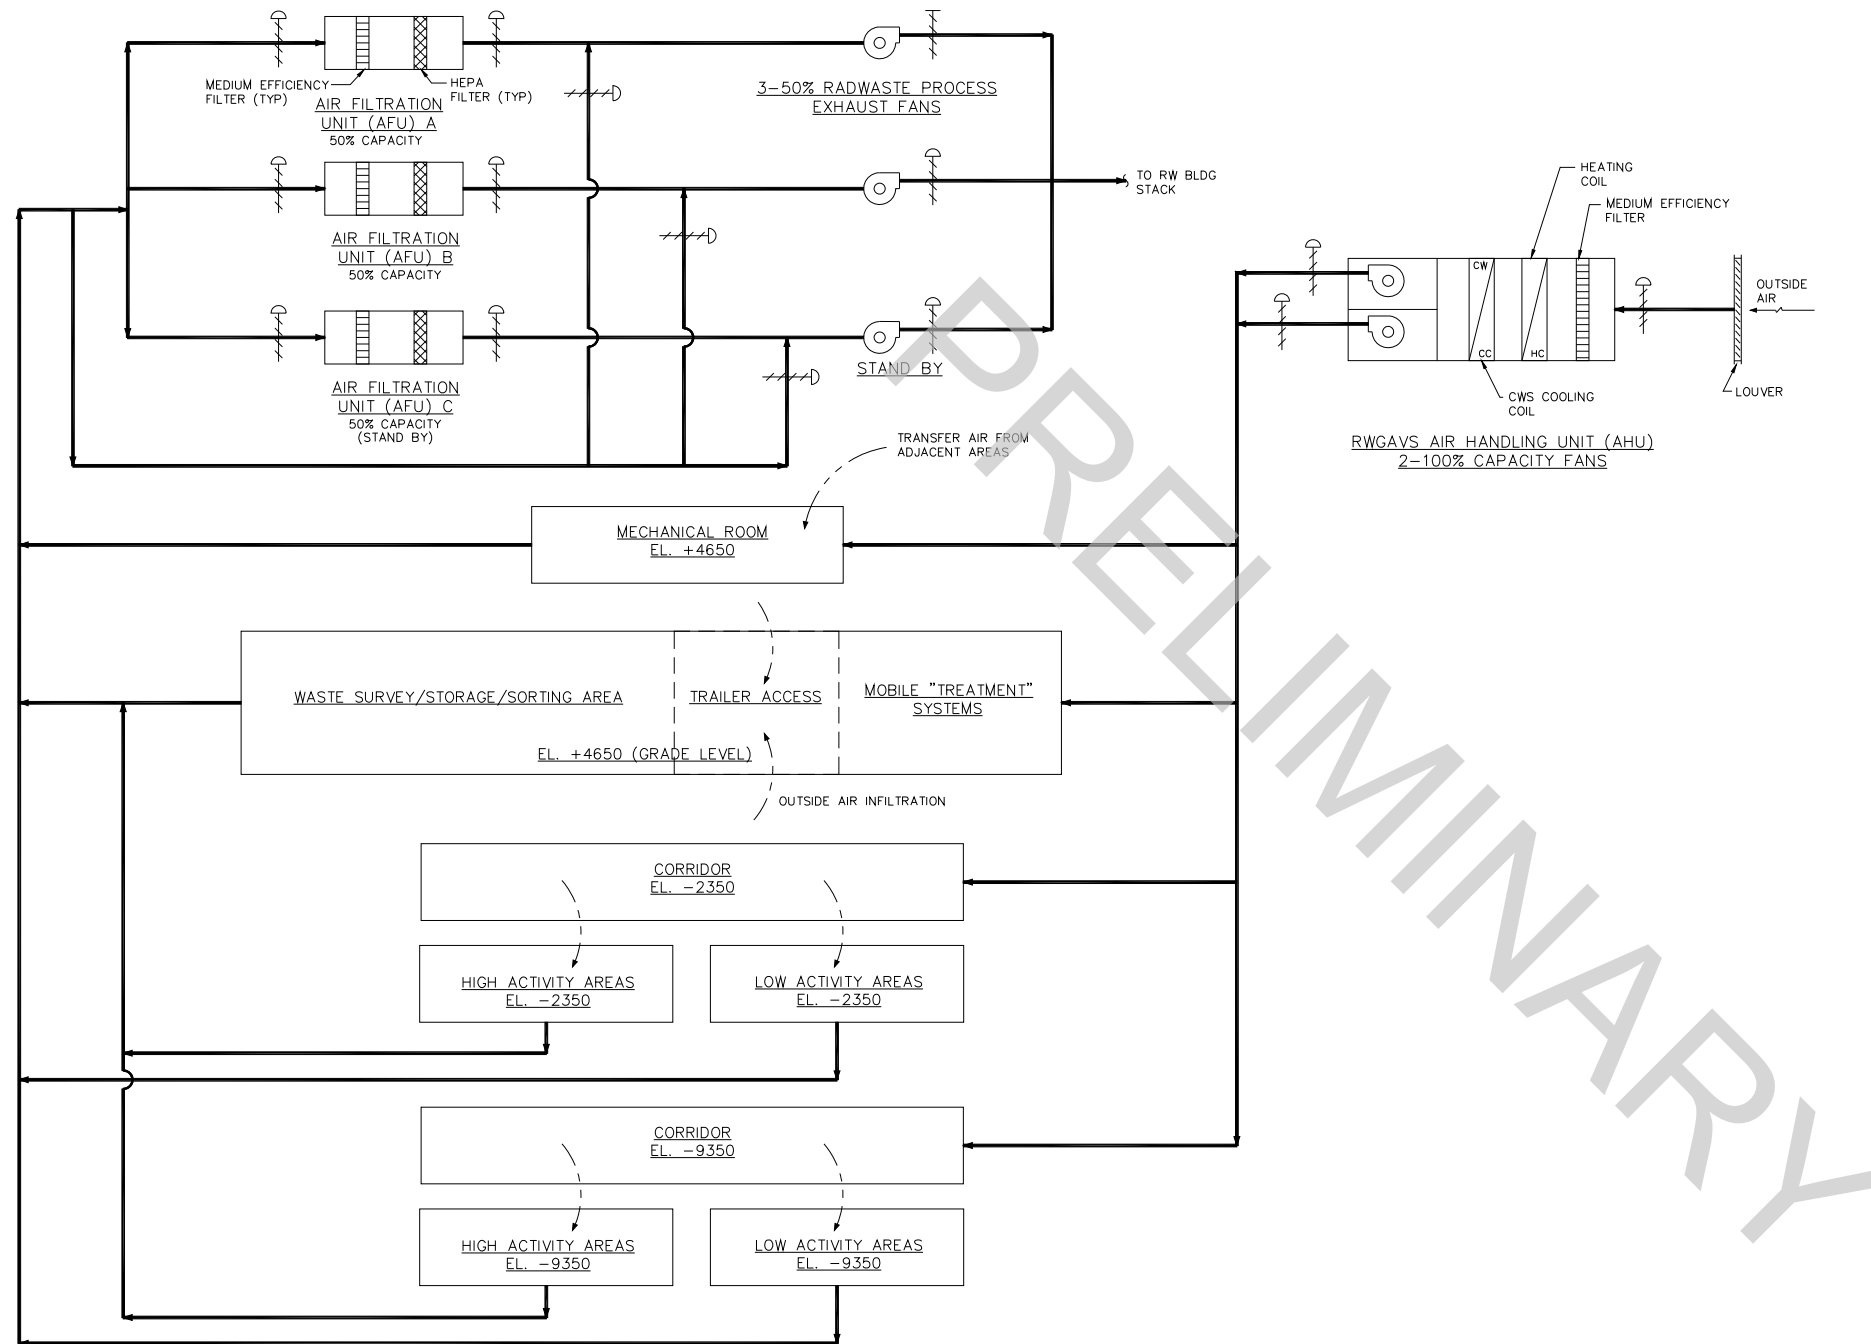 MEDIUM EFFICIENCY
FILTER (TYP)
HEPA
FILTER (TYP)
AIR FILTRATION
UNIT (AFU) A
50% CAPACITY
3-50% RADWASTE PROCESS
EXHAUST FANS
TO RW BLDG
STACK
AIR FILTRATION
UNIT (AFU) B
50% CAPACITY
AIR FILTRATION
UNIT (AFU) C
50% CAPACITY
(STAND BY)
STAND BY
HEATING
COIL
MEDIUM EFFICIENCY
FILTER
CW
CC
HC
OUTSIDE
AIR
LOUVER
CWS COOLING
COIL
RWGAVS AIR HANDLING UNIT (AHU)
2-100% CAPACITY FANS
TRANSFER AIR FROM
ADJACENT AREAS
MECHANICAL ROOM
EL. +4650
WASTE SURVEY/STORAGE/SORTING AREA
TRAILER ACCESS
MOBILE "TREATMENT"
SYSTEMS
EL. +4650 (GRADE LEVEL)
OUTSIDE AIR INFILTRATION
CORRIDOR
EL. -2350
HIGH ACTIVITY AREAS
EL. -2350
LOW ACTIVITY AREAS
EL. -2350
CORRIDOR
EL. -9350
HIGH ACTIVITY AREAS
EL. -9350
LOW ACTIVITY AREAS
EL. -9350
PRELIMINARY